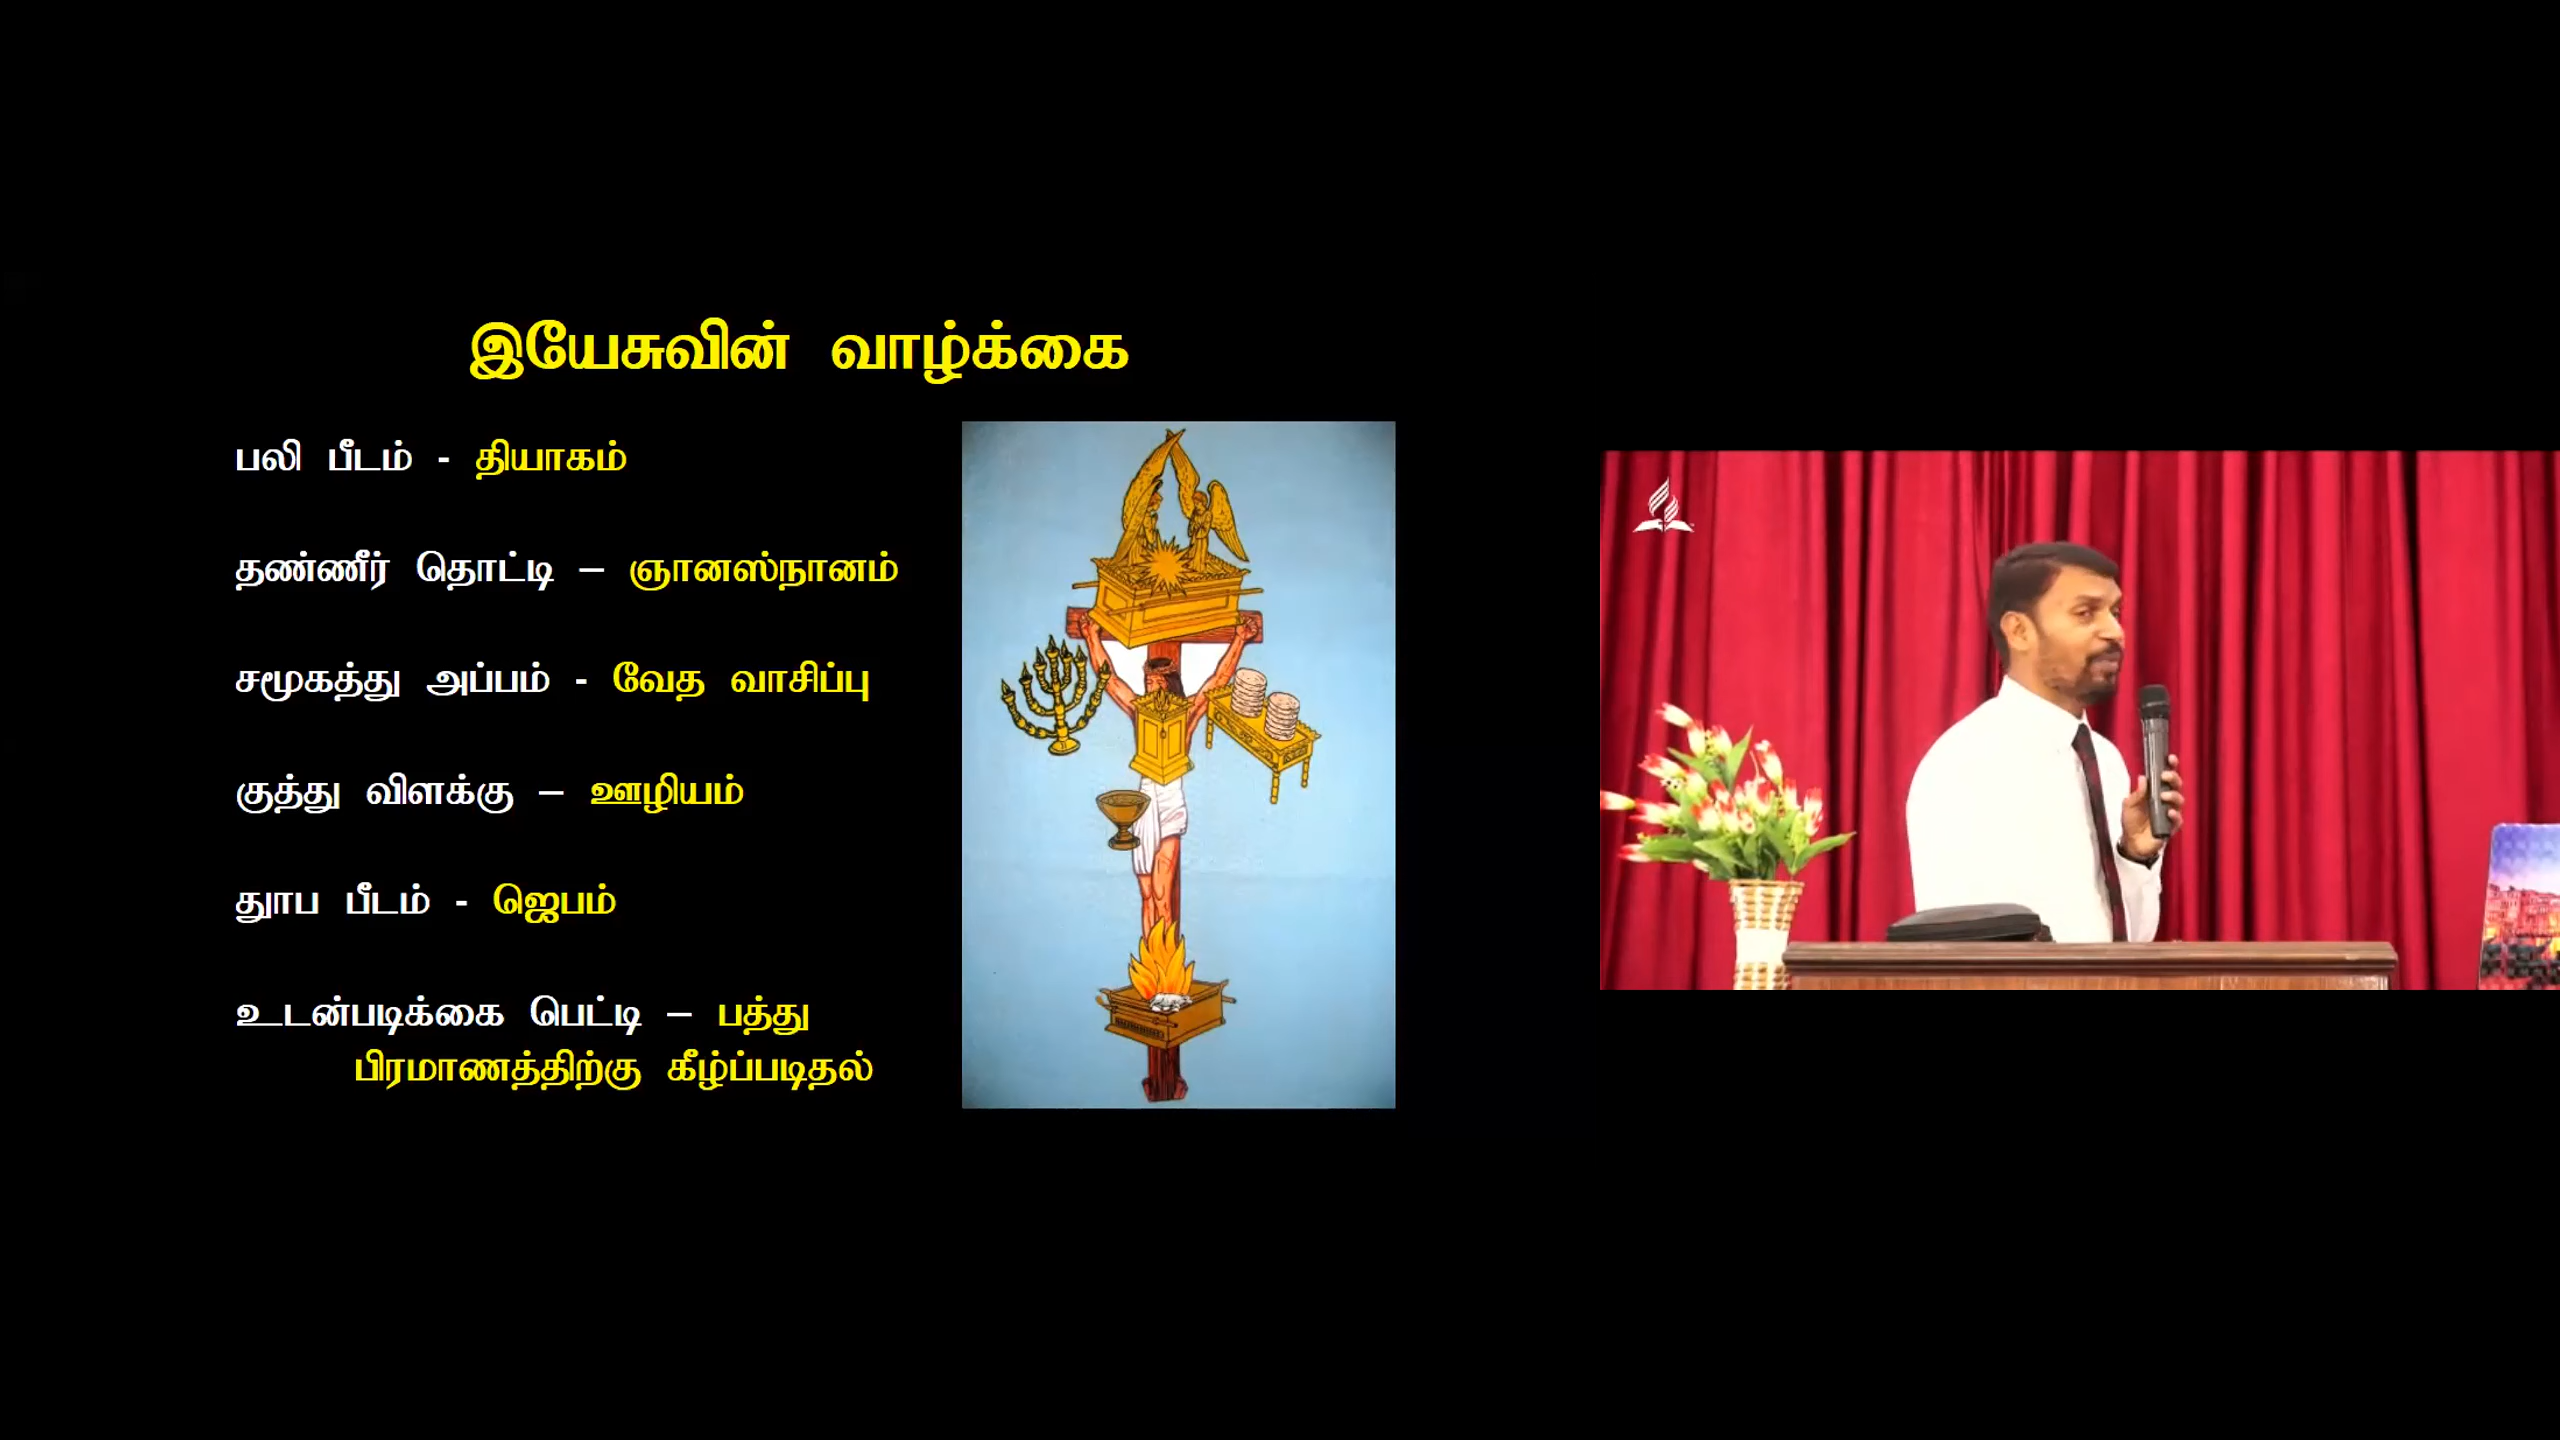 இயேசுவின் வாழ்க்கை
பலி பீடம் - தியாகம்
தண்ணீர் தொட்டி – ஞானஸ்நானம்
சமூகத்து அப்பம் - வேத வாசிப்பு
குத்து விளக்கு – ஊழியம்
தூப பீடம் - ஜெபம்
உடன்படிக்கை பெட்டி – பத்து
பிரமாணத்திற்கு கீழ்ப்படிதல்